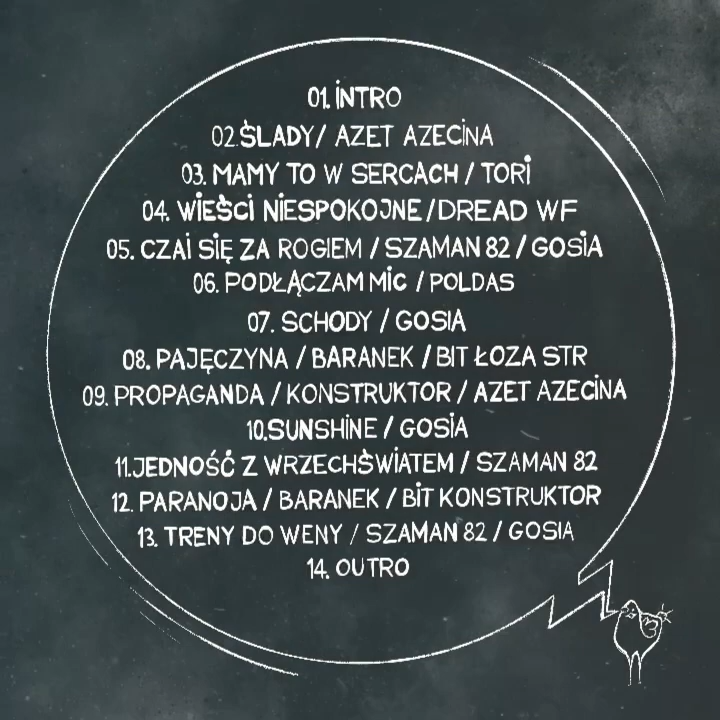 01. INTRO
02. ŚLADY / AZET AZECINA
03. MAMY TO W SERCACH / TORI
04. WIEŚCI NIESPOKOJNE / DREAD WF
05. CZAI SIĘ ZA ROGIEM / SZAMAN 82 / GOSIA
06. PODŁĄCZAM MIC / POLDAS
07. SCHODY / GOSIA
08. PAJĘCZYNA / BARANEK / BIT ŁOZA STR
09. PROPAGANDA / KONSTRUKTOR / AZET AZECINA
10. SUNSHINE / GOSIA
11. JEDNOŚĆ Z WRZECHŚWIATEM / SZAMAN 82
12. PARANOJA / BARANEK / BIT KONSTRUKTOR
13. TRENY DO WENY / SZAMAN 82 / GOSIA
14. OUTRO